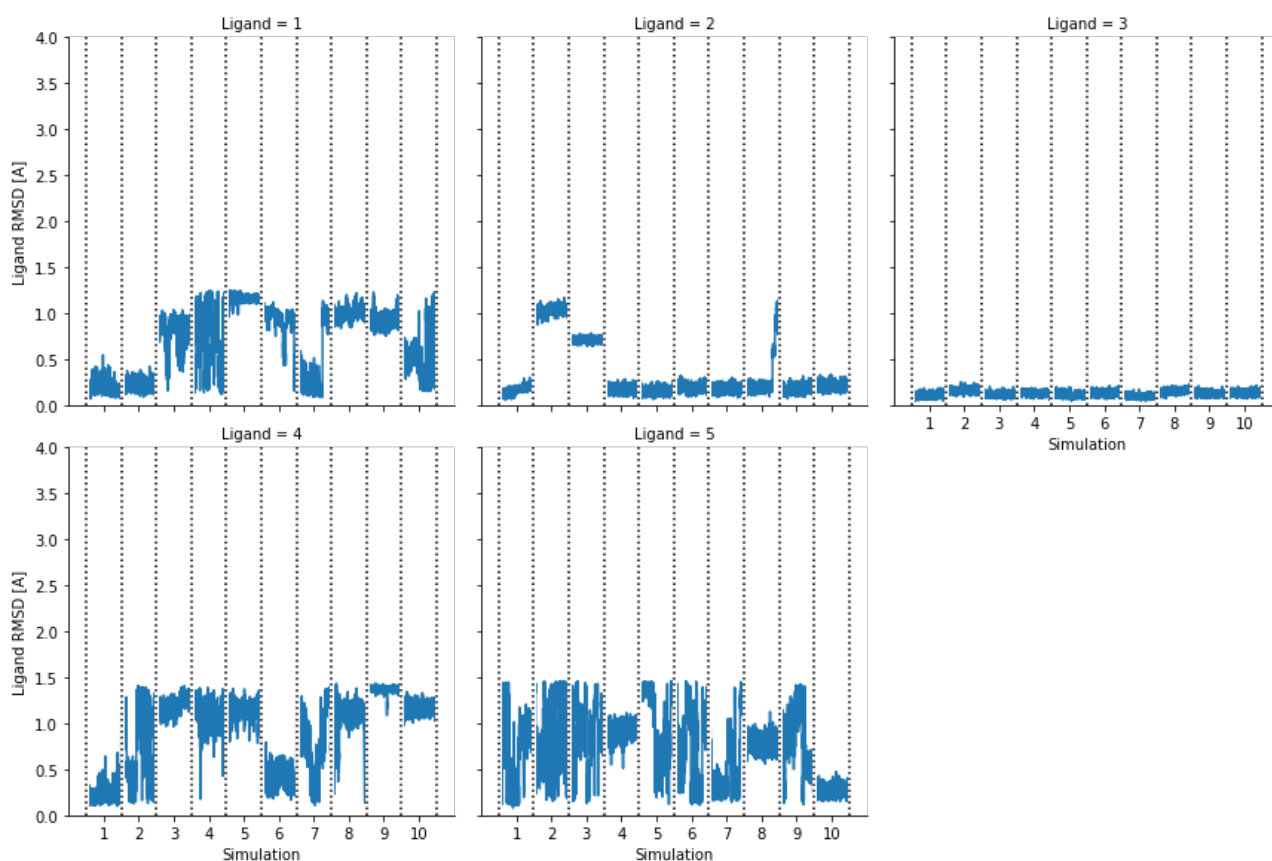 Ligand = 1
4.0
3.5
3.0
2.5
2.0
1.5
1.0
0.5
0.0
Ligand RMSD [A]
Ligand = 2
Ligand = 3
1 2 3 4 5 6 7 8 9 10
Simulation
Ligand = 4
4.0
3.5
3.0
2.5
2.0
1.5
1.0
0.5
0.0
Ligand RMSD [A]
1 2 3 4 5 6 7 8 9 10
Simulation
Ligand = 5
1 2 3 4 5 6 7 8 9 10
Simulation